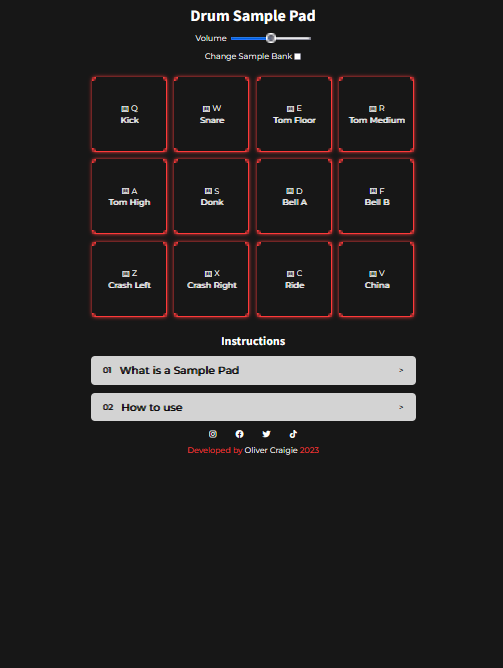 Drum Sample Pad
Volume
Change Sample Bank
Q
Kick
W
Snare
E
Tom Floor
R
Tom Medium
A
Tom High
S
Donk
D
Bell A
F
Bell B
Z
Crash Left
X
Crash Right
C
Ride
V
China
Instructions
01 What is a Sample Pad >
02 How to use >
Developed by Oliver Craigie 2023